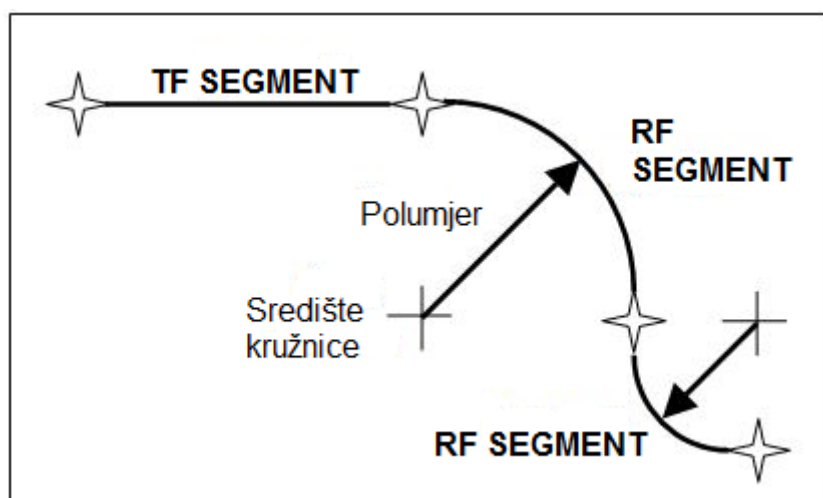 TF SEGMENT
RF
SEGMENT
Polumjer
Središte
kružnice
RF SEGMENT